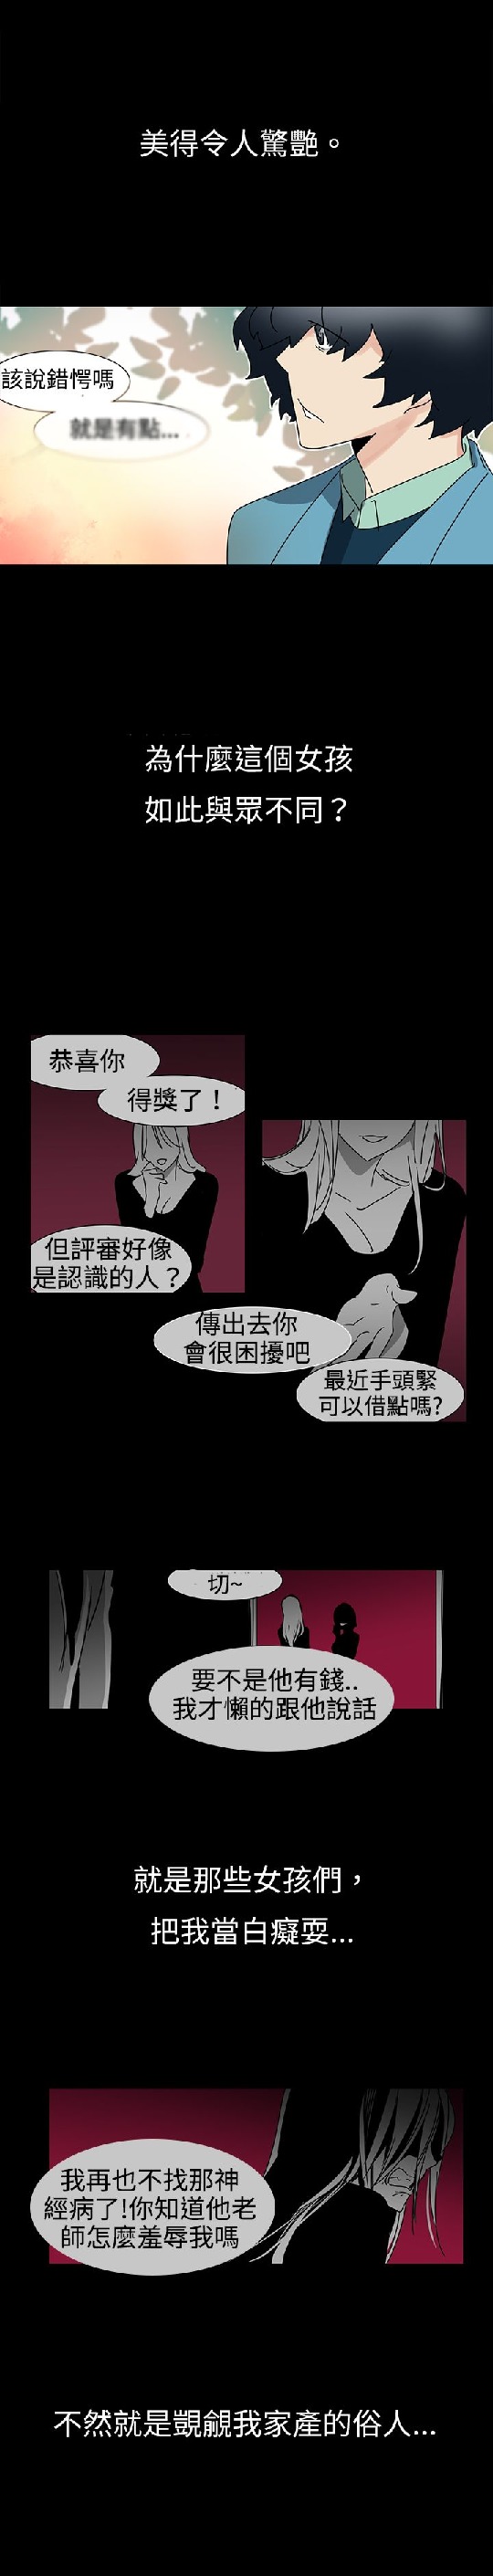 美得令人驚艷。
該說錯愕嗎
就是有點...
為什麼這個女孩
如此與眾不同？
恭喜你
得獎了！
但評審好像
是認識的人？
傳出去你
會很困擾吧
最近手頭緊
可以借點嗎?
切~
要不是他有錢..
我才懶的跟他說話
就是那些女孩們，
把我當白癡耍...
我再也不找那神
經病了!你知道他老
師怎麼羞辱我嗎
不然就是覬覦我家產的俗人...